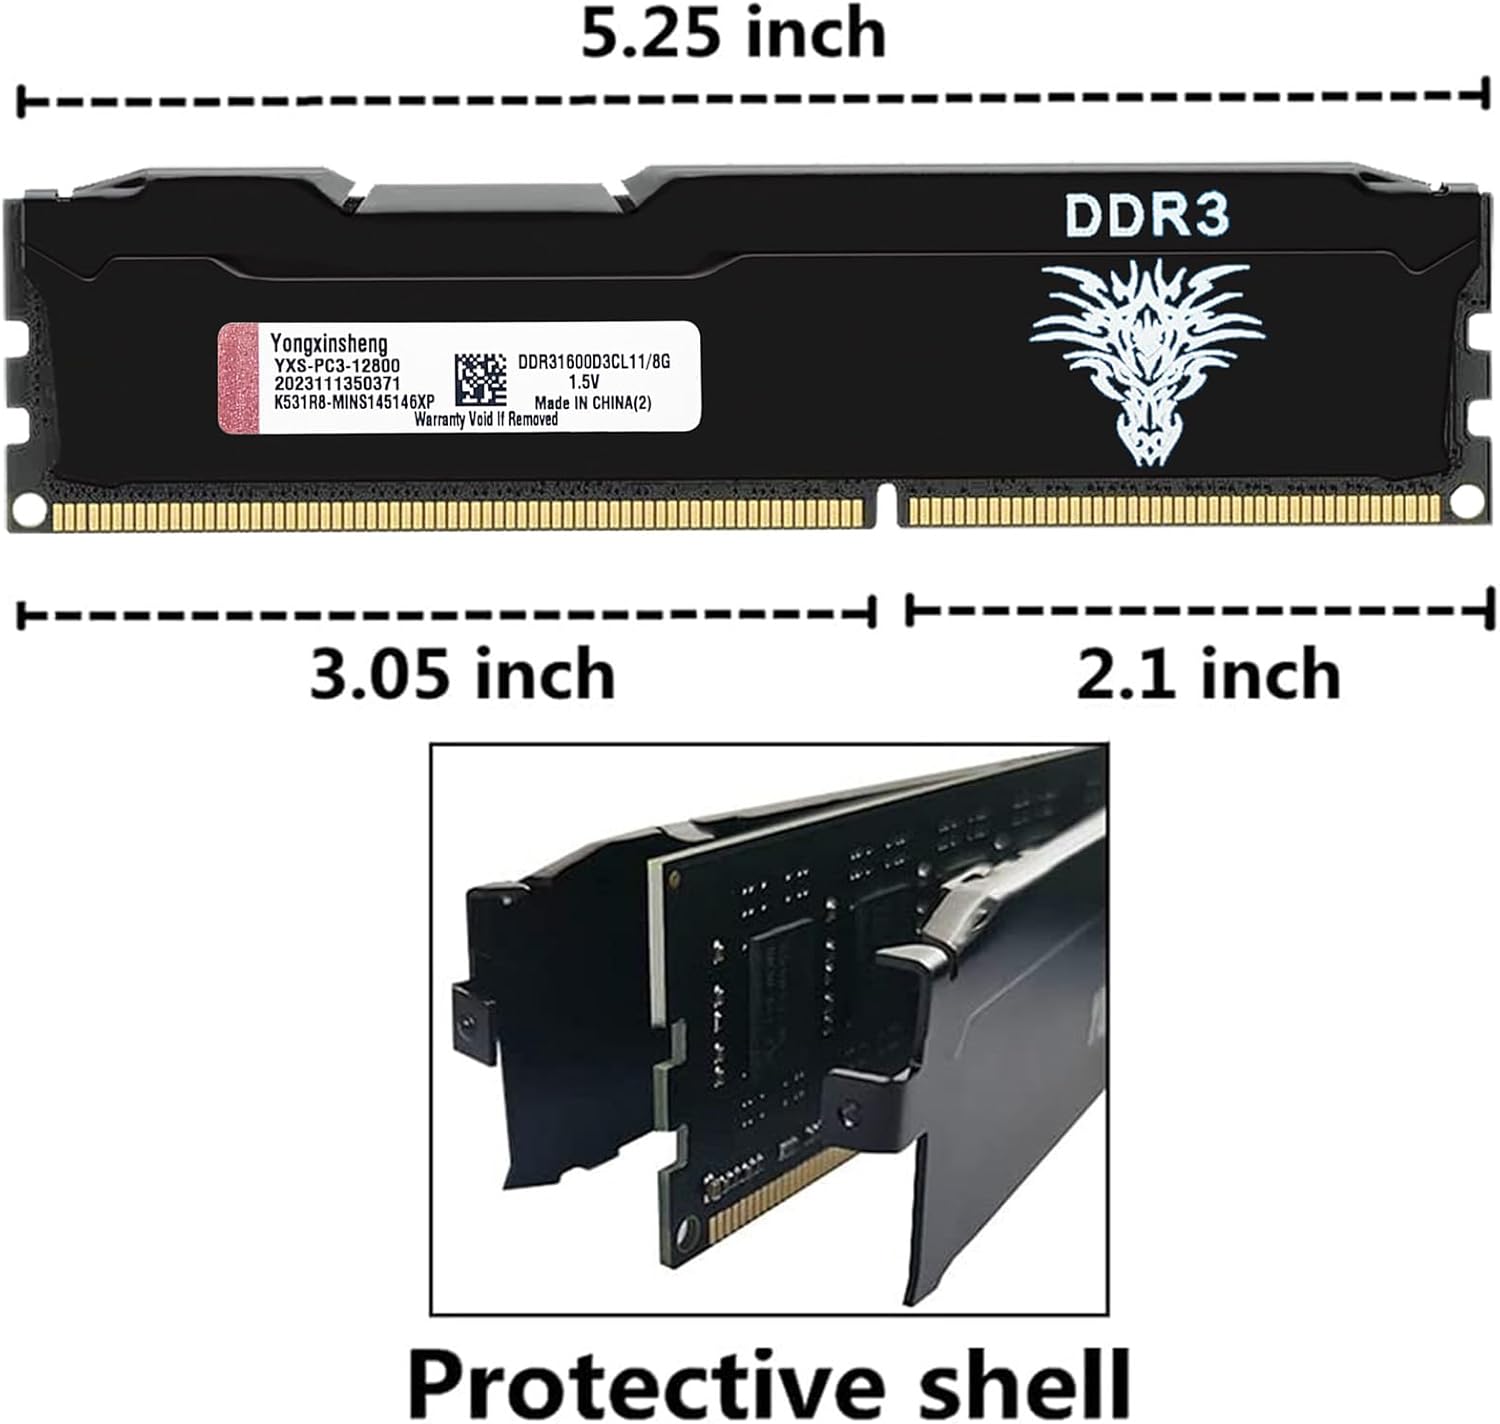 5.25 inch
DDR3
Yongxinsheng
YXS-PC3-12800
2023111350371
K531R8-MINS145146XP
DDR31600D3CL11/8G
1.5V
Made IN CHINA(2)
Warranty Void If Removed
3.05 inch
2.1 inch
Protective shell